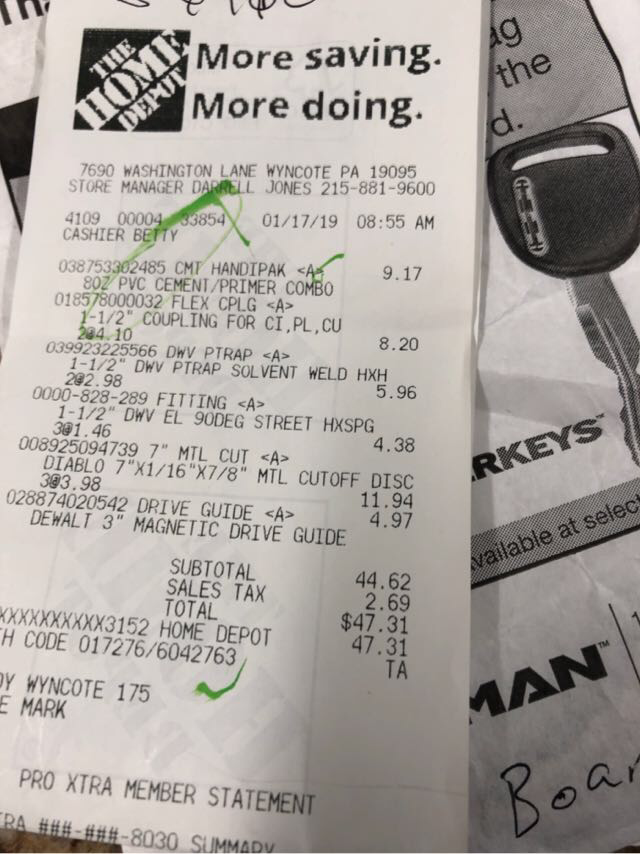 THE
HOME
DEPOT
More saving.
More doing.
7690 WASHINGTON LANE WYNCOTE PA 19095
STORE MANAGER DARRELL JONES 215-881-9600
4109 00004 33854 01/17/19 08:55 AM
CASHIER BETTY
038753302485 CMT HANDIPAK <A> 9.17
8OZ PVC CEMENT/PRIMER COMBO
018578000032 FLEX CPLG <A>
1-1/2" COUPLING FOR CI,PL,CU
2@4.10 8.20
039923225566 DWV PTRAP <A>
1-1/2" DWV PTRAP SOLVENT WELD HXH
2@2.98 5.96
0000-828-289 FITTING <A>
1-1/2" DWV EL 90DEG STREET HXSPG
3@1.46 4.38
008925094739 7" MTL CUT <A>
DIABLO 7"X1/16"X7/8" MTL CUTOFF DISC
3@3.98 11.94
028874020542 DRIVE GUIDE <A> 4.97
DEWALT 3" MAGNETIC DRIVE GUIDE
SUBTOTAL 44.62
SALES TAX 2.69
TOTAL $47.31
XXXXXXXXXX3152 HOME DEPOT 47.31
TH CODE 017276/6042763 TA
DY WYNCOTE 175
E MARK
PRO XTRA MEMBER STATEMENT
TRA ###-###-8030 SUMMARY
ag
the
d.
RKEYS™
vailable at selec
MAN™
Boar